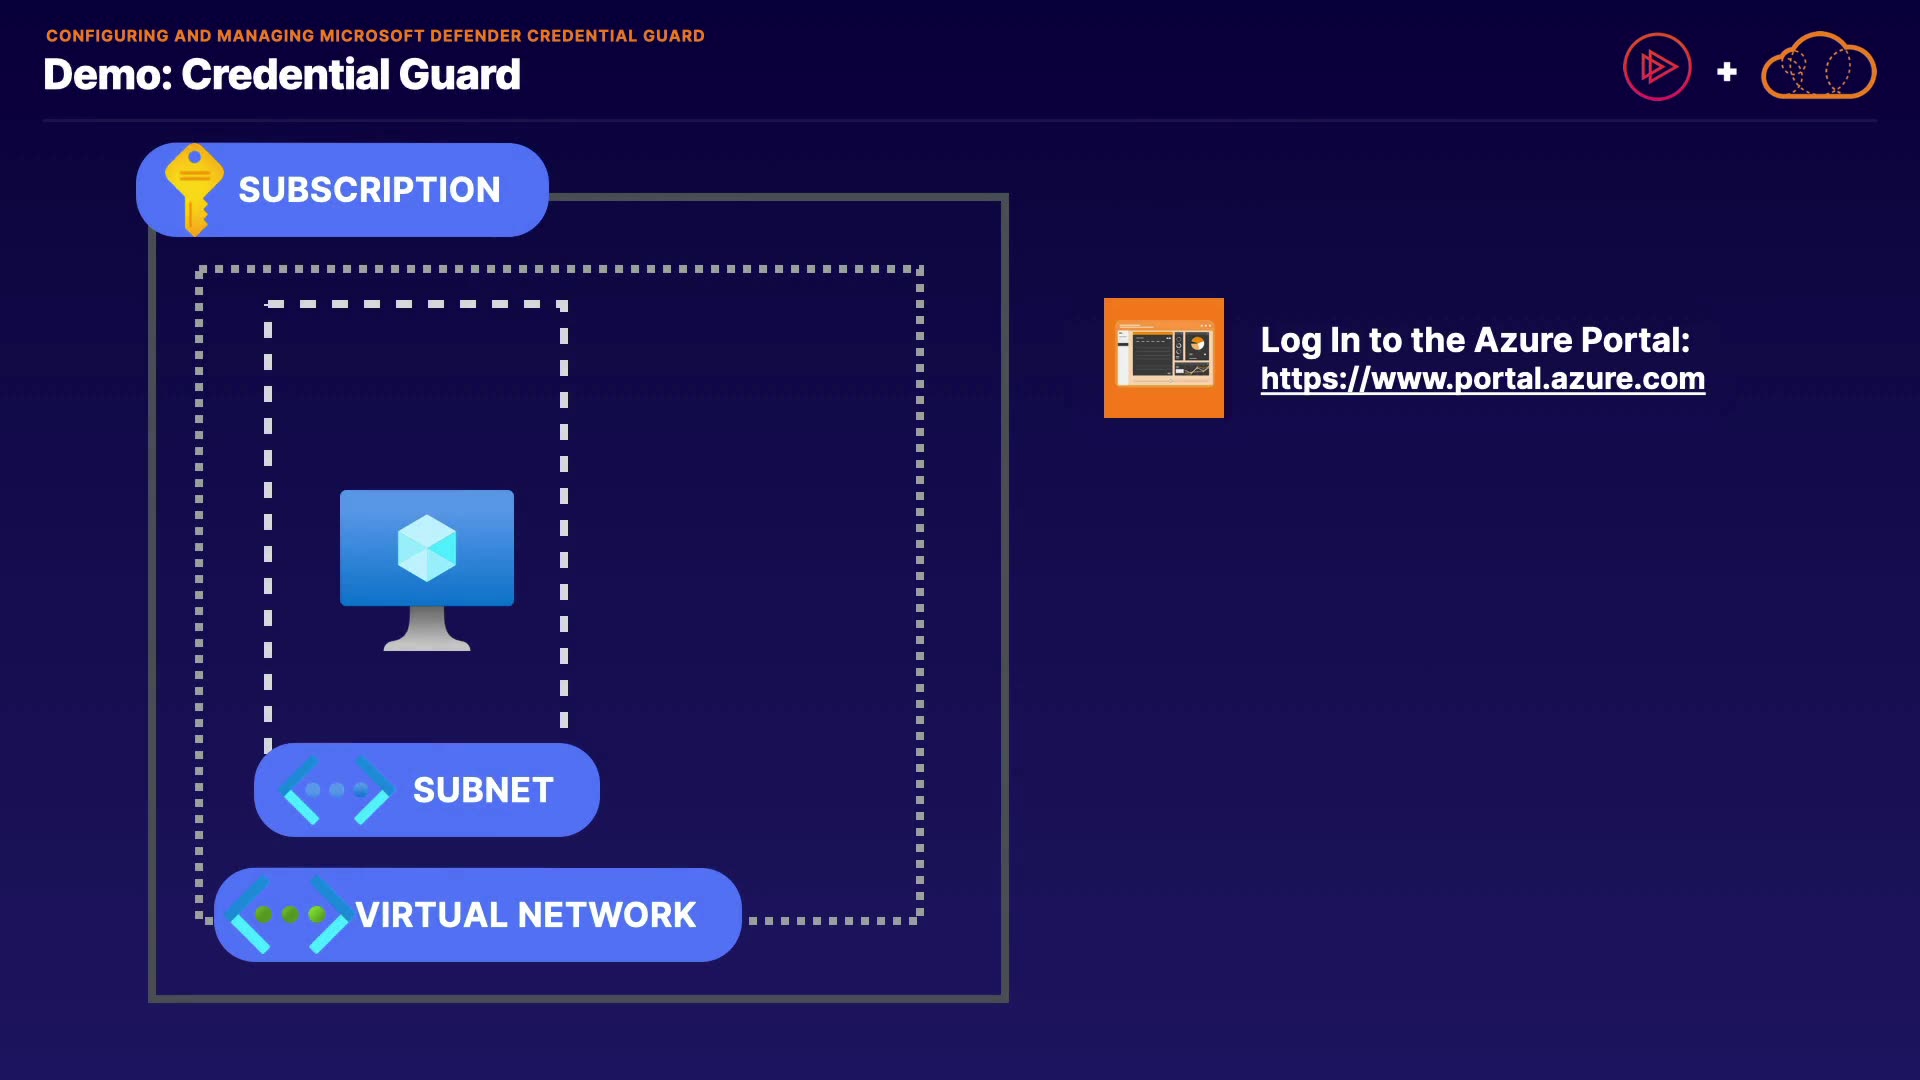 CONFIGURING AND MANAGING MICROSOFT DEFENDER CREDENTIAL GUARD
Demo: Credential Guard
SUBSCRIPTION
Log In to the Azure Portal:
https://www.portal.azure.com
SUBNET
VIRTUAL NETWORK